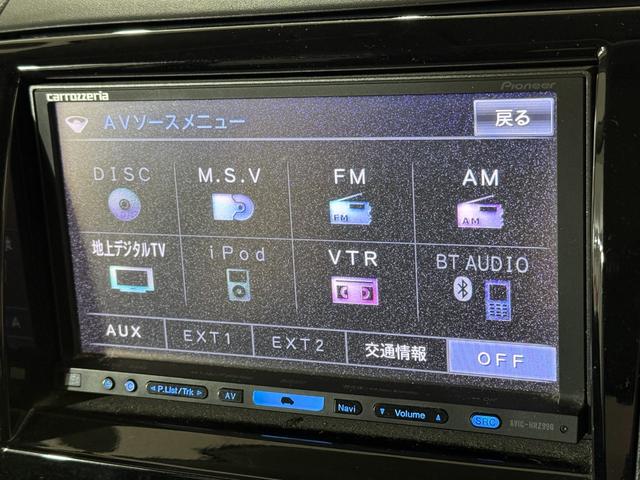 carrozzeria
Pioneer
AVソースメニュー
戻る
DISC M.S.V FM AM
FM AM
地上デジタルTV iPod VTR BT AUDIO
AUX EXT1 EXT2 交通情報 OFF
P.List/Trk AV Navi Volume SRC
AVIC-HRZ990